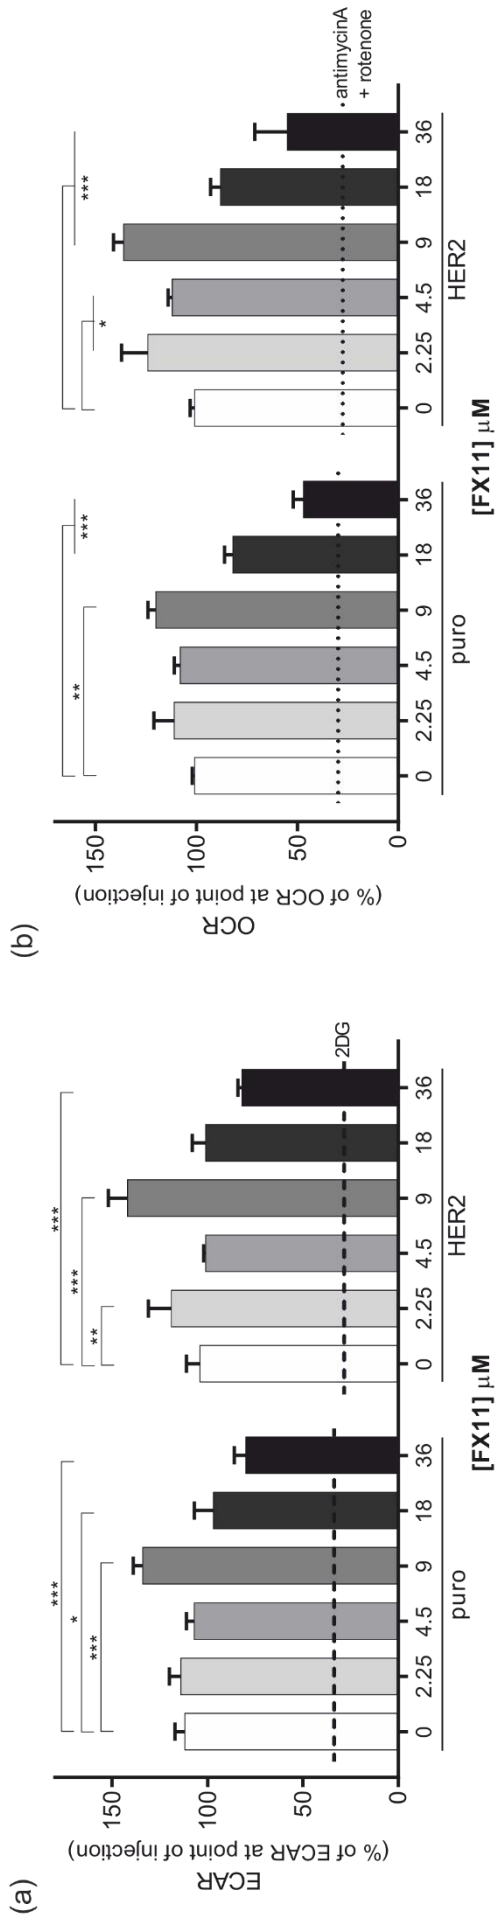 (a)
ECAR
(% of ECAR at point of injection)
150
100
50
0
***
*
***
***
***
**
2DG
0 2.25 4.5 9 18 36 0 2.25 4.5 9 18 36
puro HER2
[FX11] μM
(b)
OCR
(% of OCR at point of injection)
150
100
50
0
**
***
*
***
antimycinA
+ rotenone
0 2.25 4.5 9 18 36 0 2.25 4.5 9 18 36
puro HER2
[FX11] μM